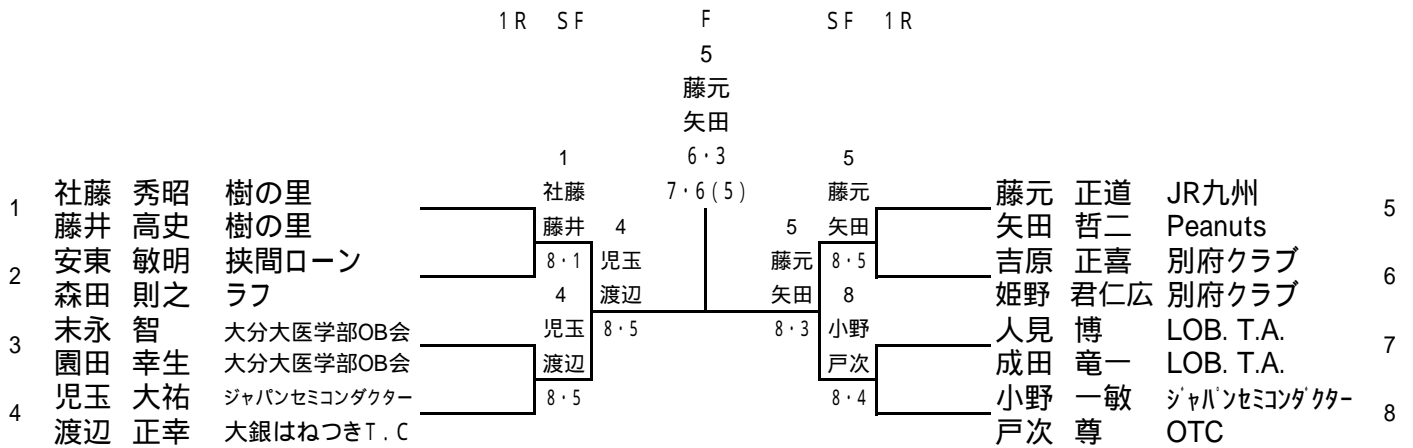 1R SF F SF 1R
5
藤元
矢田
1 6・3 5
社藤 秀昭 樹の里 社藤 7・6(5) 藤元 藤元 正道 JR九州
1 5
藤井 高史 樹の里 藤井 4 5 矢田 矢田 哲二 Peanuts
安東 敏明 挾間ローン 8・1 児玉 藤元 8・5 吉原 正喜 別府クラブ
2 6
森田 則之 ラフ 4 渡辺 矢田 8 姫野 君仁広 別府クラブ
末永 智 大分大医学部OB会 児玉 8・5 8・3 小野 人見 博 LOB. T.A.
3 7
園田 幸生 大分大医学部OB会 渡辺 戸次 成田 竜一 LOB. T.A.
児玉 大祐 ジャパンセミコンダクター 8・5 8・4 小野 一敏 ジャパンセミコンダクター
4 8
渡辺 正幸 大銀はねつきT.C 戸次 尊 OTC